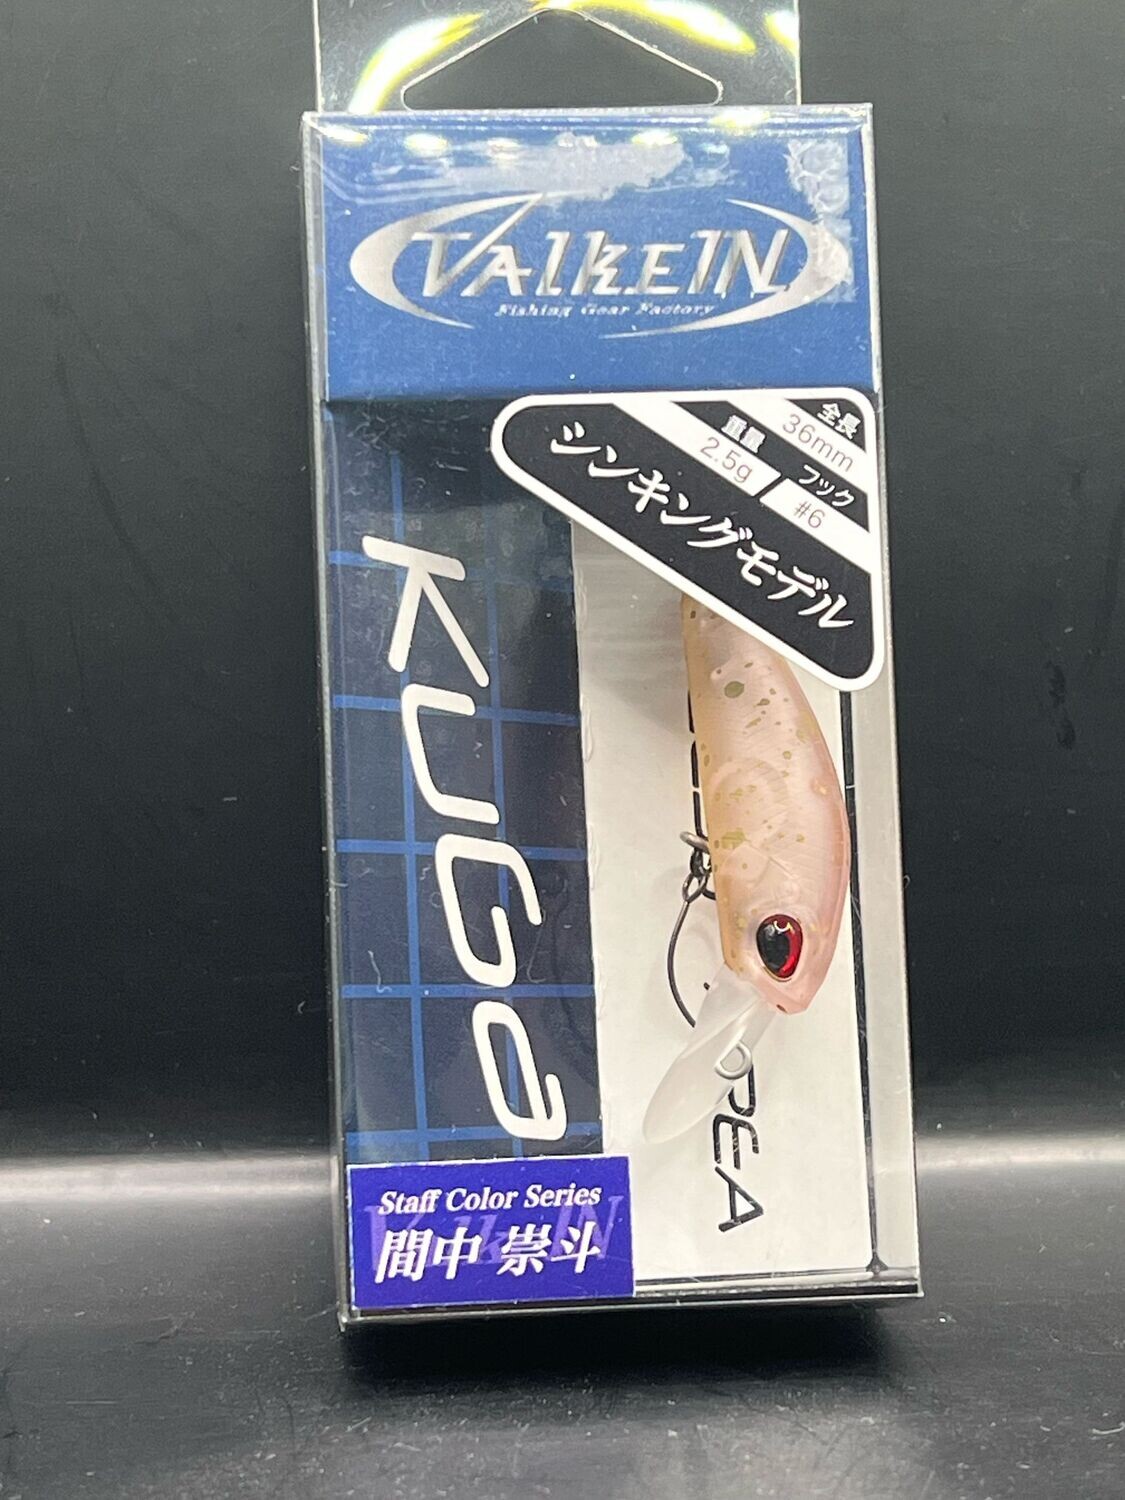 ValkeIN
Fishing Gear Factory
全長
36mm
重量
2.5g
フック
#6
シンキングモデル
KuGa
REA
Staff Color Series
間中 崇斗